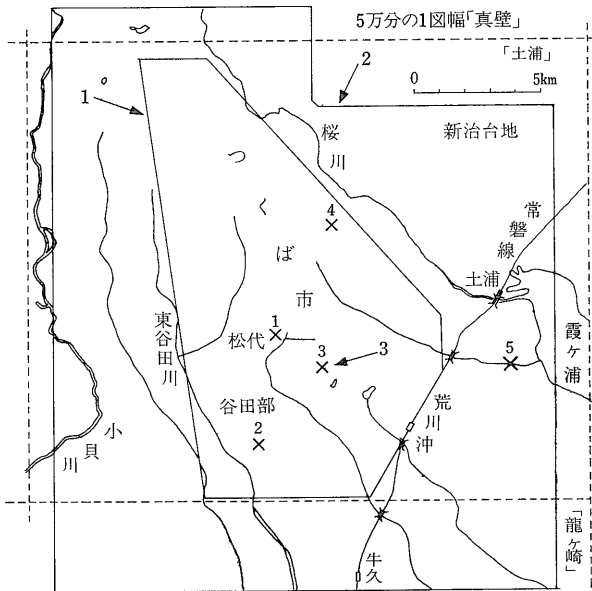 5万分の1図幅「真壁」
「土浦」
0 5km
1
2
桜川
新治台地
つくば市
4
常磐線
土浦
東谷田川
松代
1
3
3
5
霞ヶ浦
谷田部
2
荒川沖
小貝川
牛久
「龍ヶ崎」